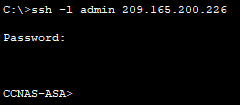 C:\>ssh -l admin 209.165.200.226
Password:
CCNAS-ASA>